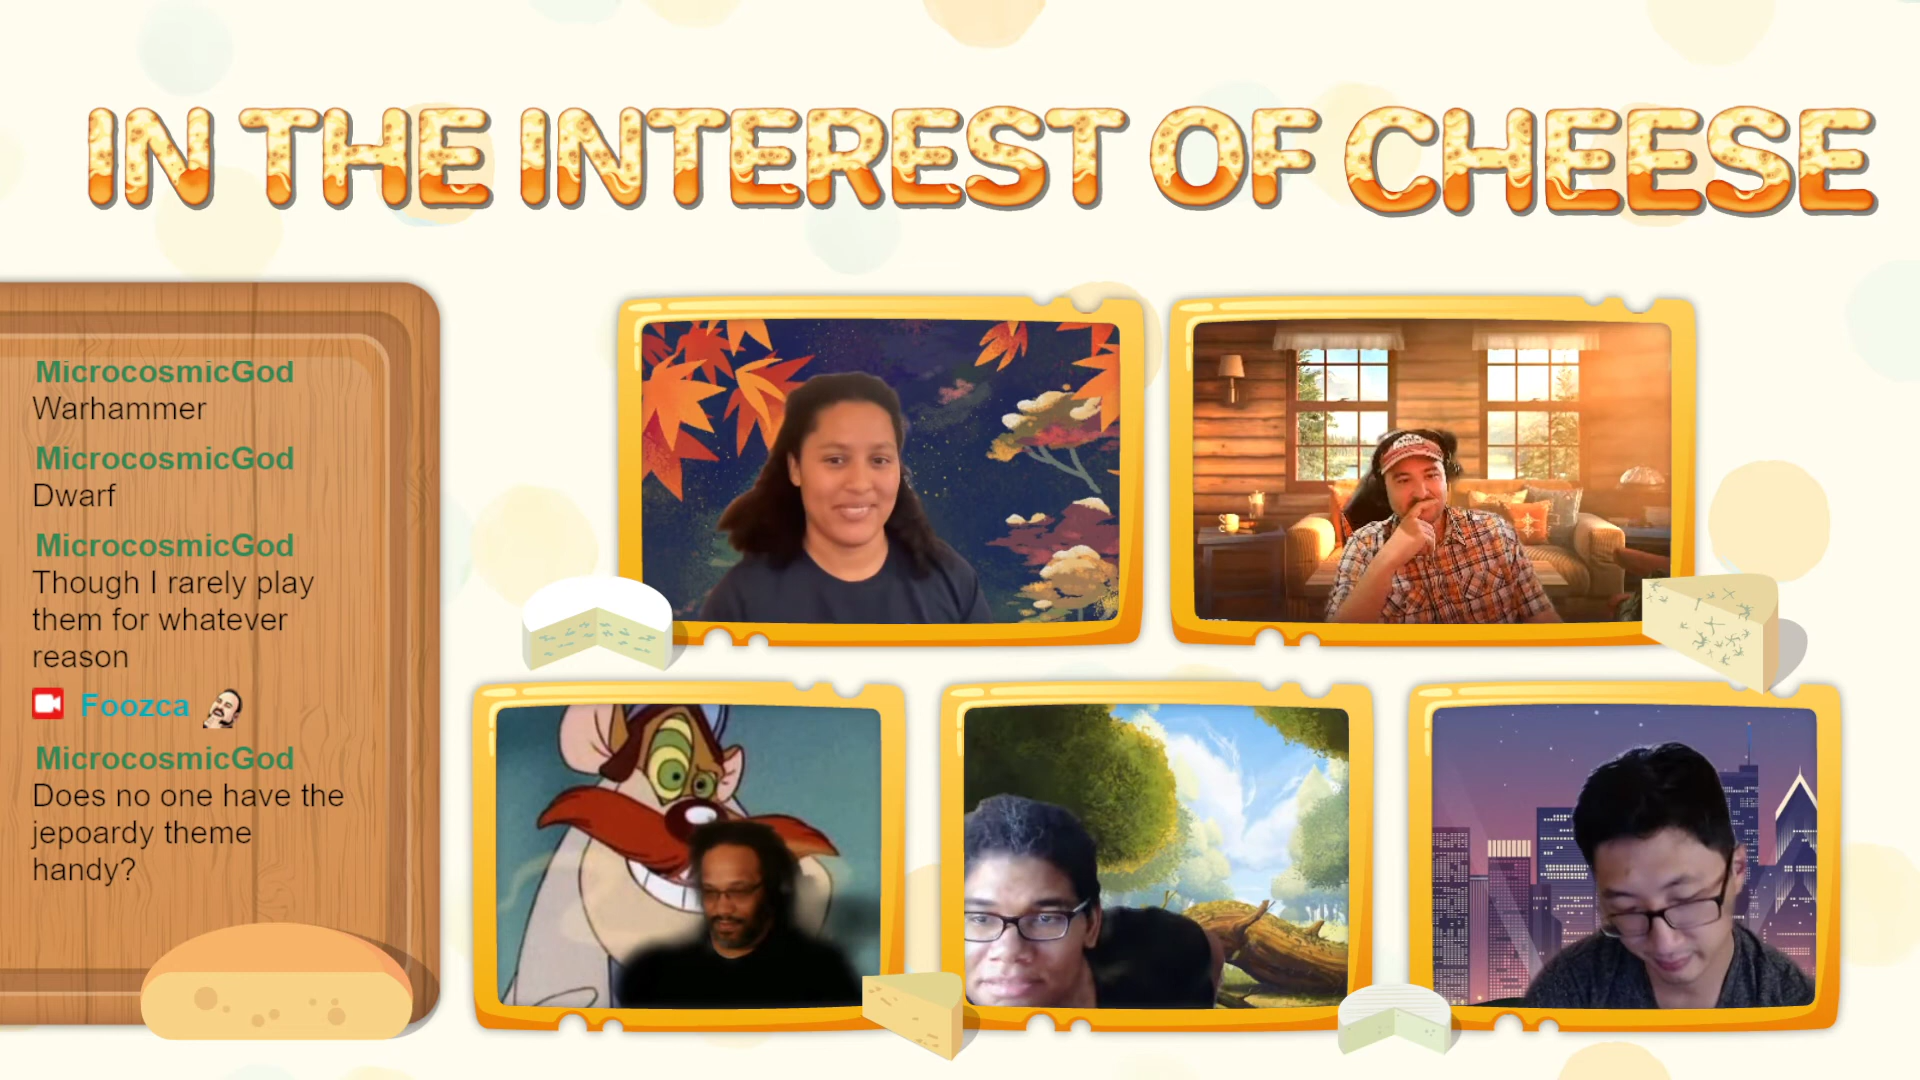 IN THE INTEREST OF CHEESE
MicrocosmicGod
Warhammer
MicrocosmicGod
Dwarf
MicrocosmicGod
Though I rarely play
them for whatever
reason
Foozca
MicrocosmicGod
Does no one have the
jepoardy theme
handy?